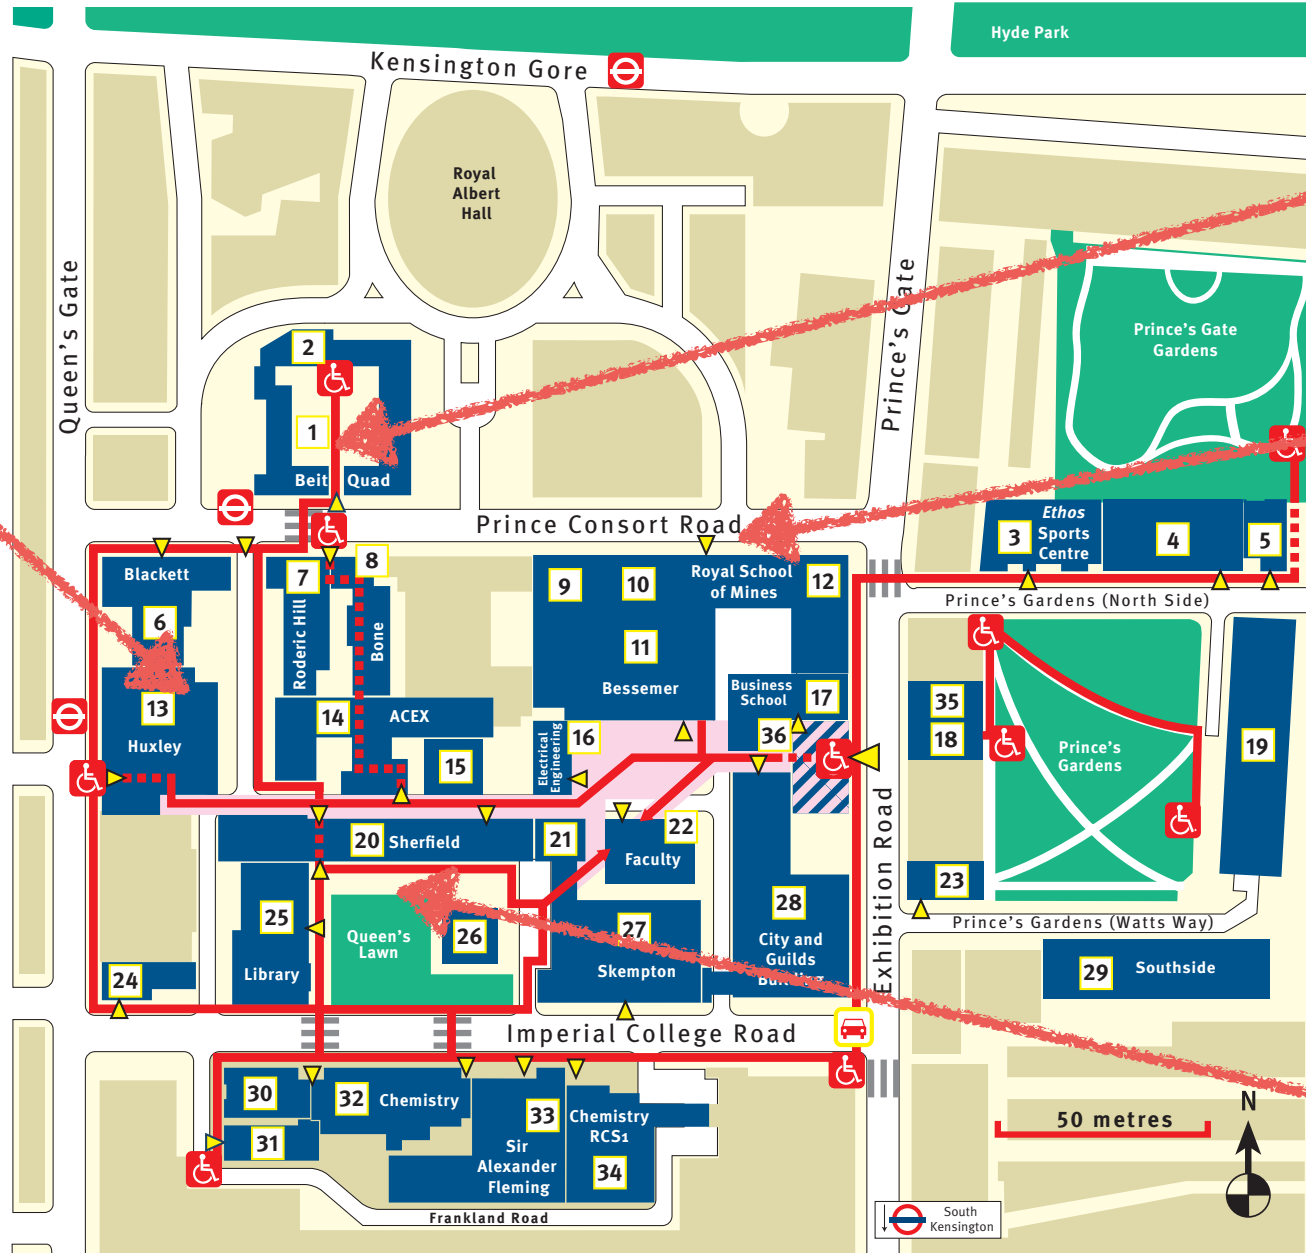 Hyde Park
Kensington Gore
Royal
Albert
Hall
Queen's Gate
Prince's Gate
Prince's Gate
Gardens
2
1
Beit Quad
Prince Consort Road
Ethos
Sports
Centre
3
4
5
Prince's Gardens (North Side)
Blackett
6
7
8
Roderic Hill
Bone
9
10
Royal School
of Mines
12
11
Bessemer
Business
School
17
13
Huxley
14
ACEX
15
Electrical
Engineering
16
36
35
18
Prince's
Gardens
19
20
Sherfield
21
22
Faculty
Exhibition Road
23
Prince's Gardens (Watts Way)
25
Library
Queen's
Lawn
26
27
Skempton
28
City and
Guilds
Building
24
29
Southside
Imperial College Road
30
31
32
Chemistry
33
Sir
Alexander
Fleming
Chemistry
RCS1
34
Frankland Road
50 metres
N
South
Kensington